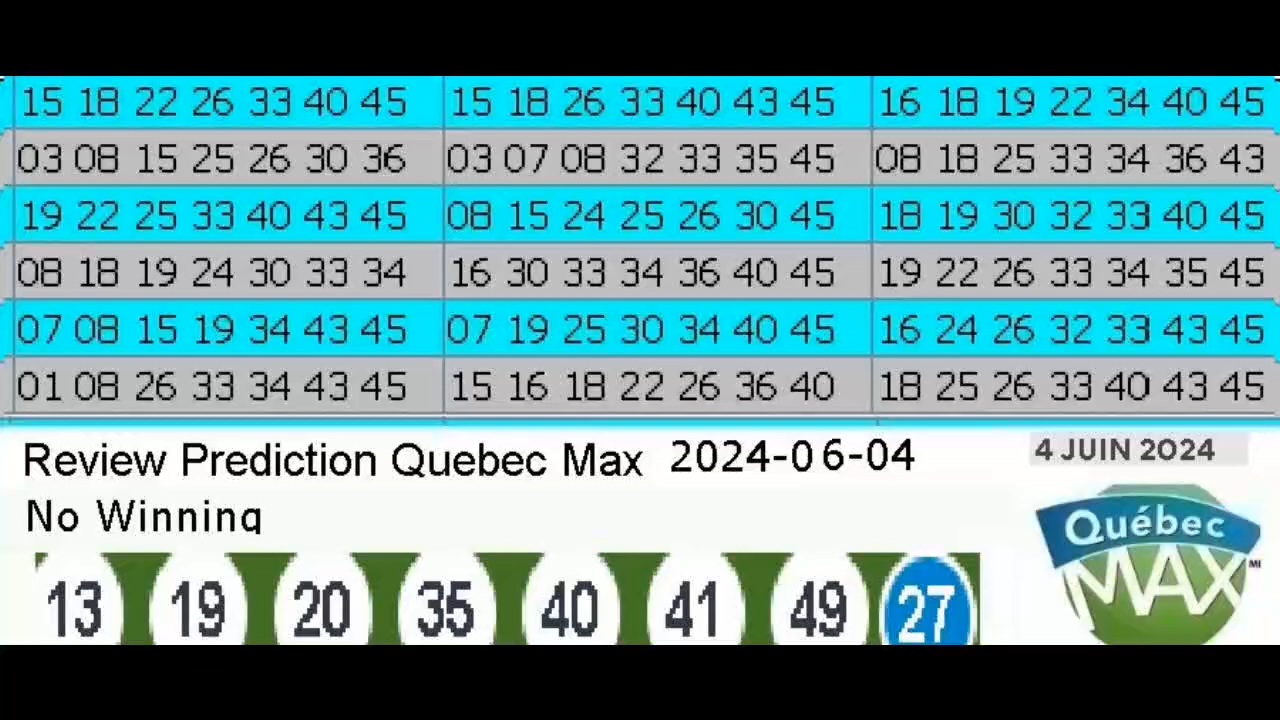 15 18 22 26 33 40 45 15 18 26 33 40 43 45 16 18 19 22 34 40 45
03 08 15 25 26 30 36 03 07 08 32 33 35 45 08 18 25 33 34 36 43
19 22 25 33 40 43 45 08 15 24 25 26 30 45 18 19 30 32 33 40 45
08 18 19 24 30 33 34 16 30 33 34 36 40 45 19 22 26 33 34 35 45
07 08 15 19 34 43 45 07 19 25 30 34 40 45 16 24 26 32 33 43 45
01 08 26 33 34 43 45 15 16 18 22 26 36 40 18 25 26 33 40 43 45
Review Prediction Quebec Max 2024-06-04
4 JUIN 2024
No Winning
Québec
MAX MI
13 19 20 35 40 41 49 27